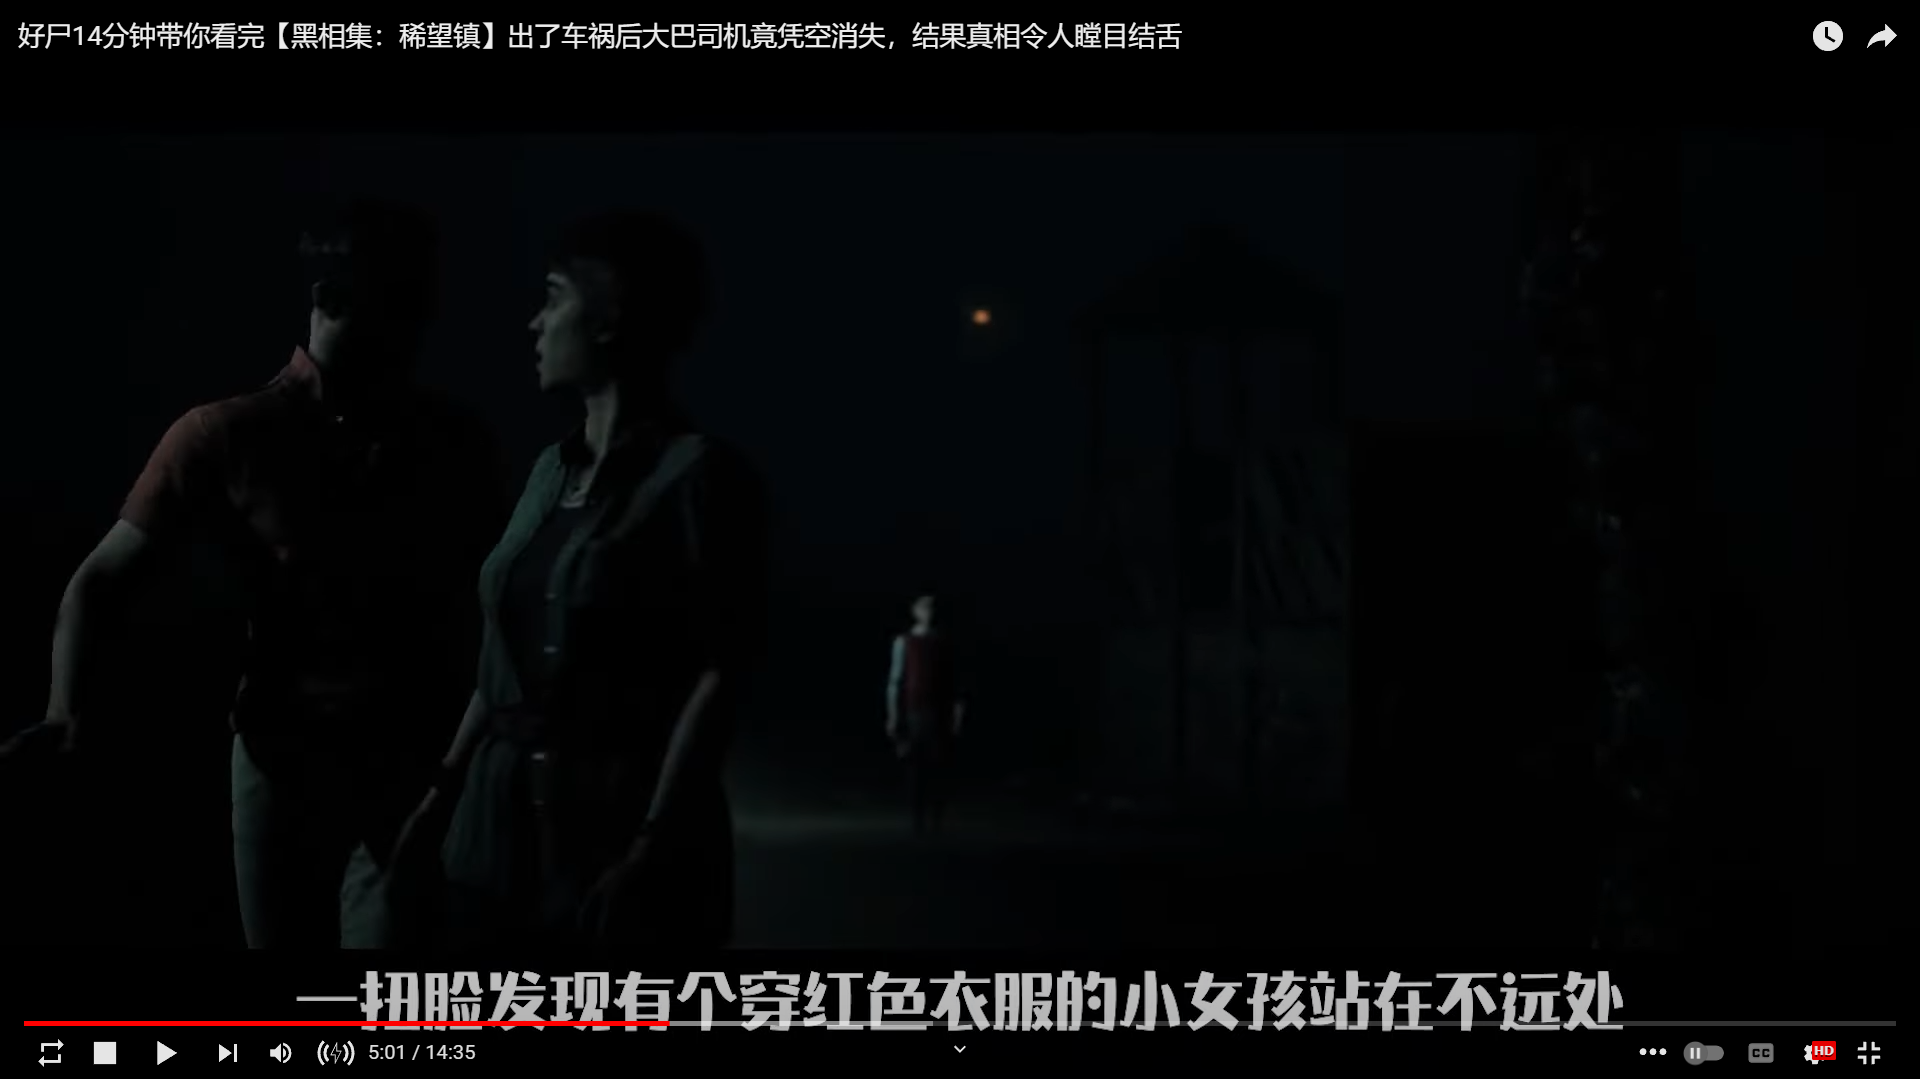 好尸14分钟带你看完【黑相集：稀望镇】出了车祸后大巴司机竟凭空消失，结果真相令人瞠目结舌
一扭脸发现有个穿红色衣服的小女孩站在不远处
5:01 / 14:35
CC
HD